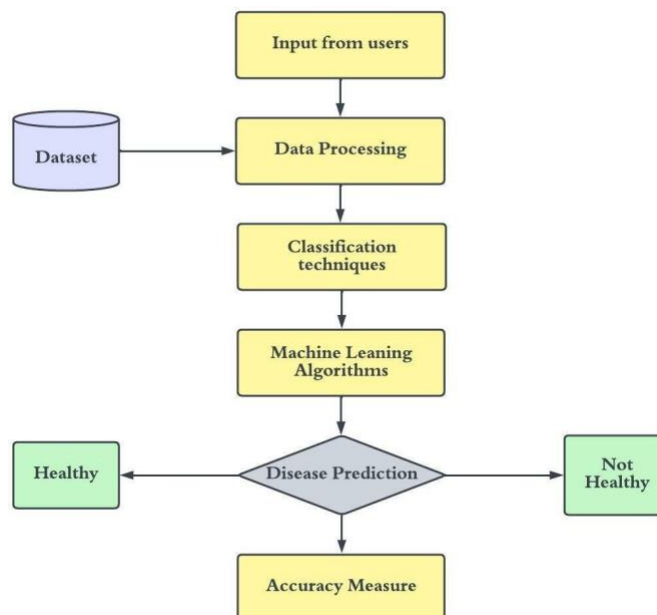 Input from users
Dataset
Data Processing
Classification
techniques
Machine Leaning
Algorithms
Healthy
Disease Prediction
Not
Healthy
Accuracy Measure